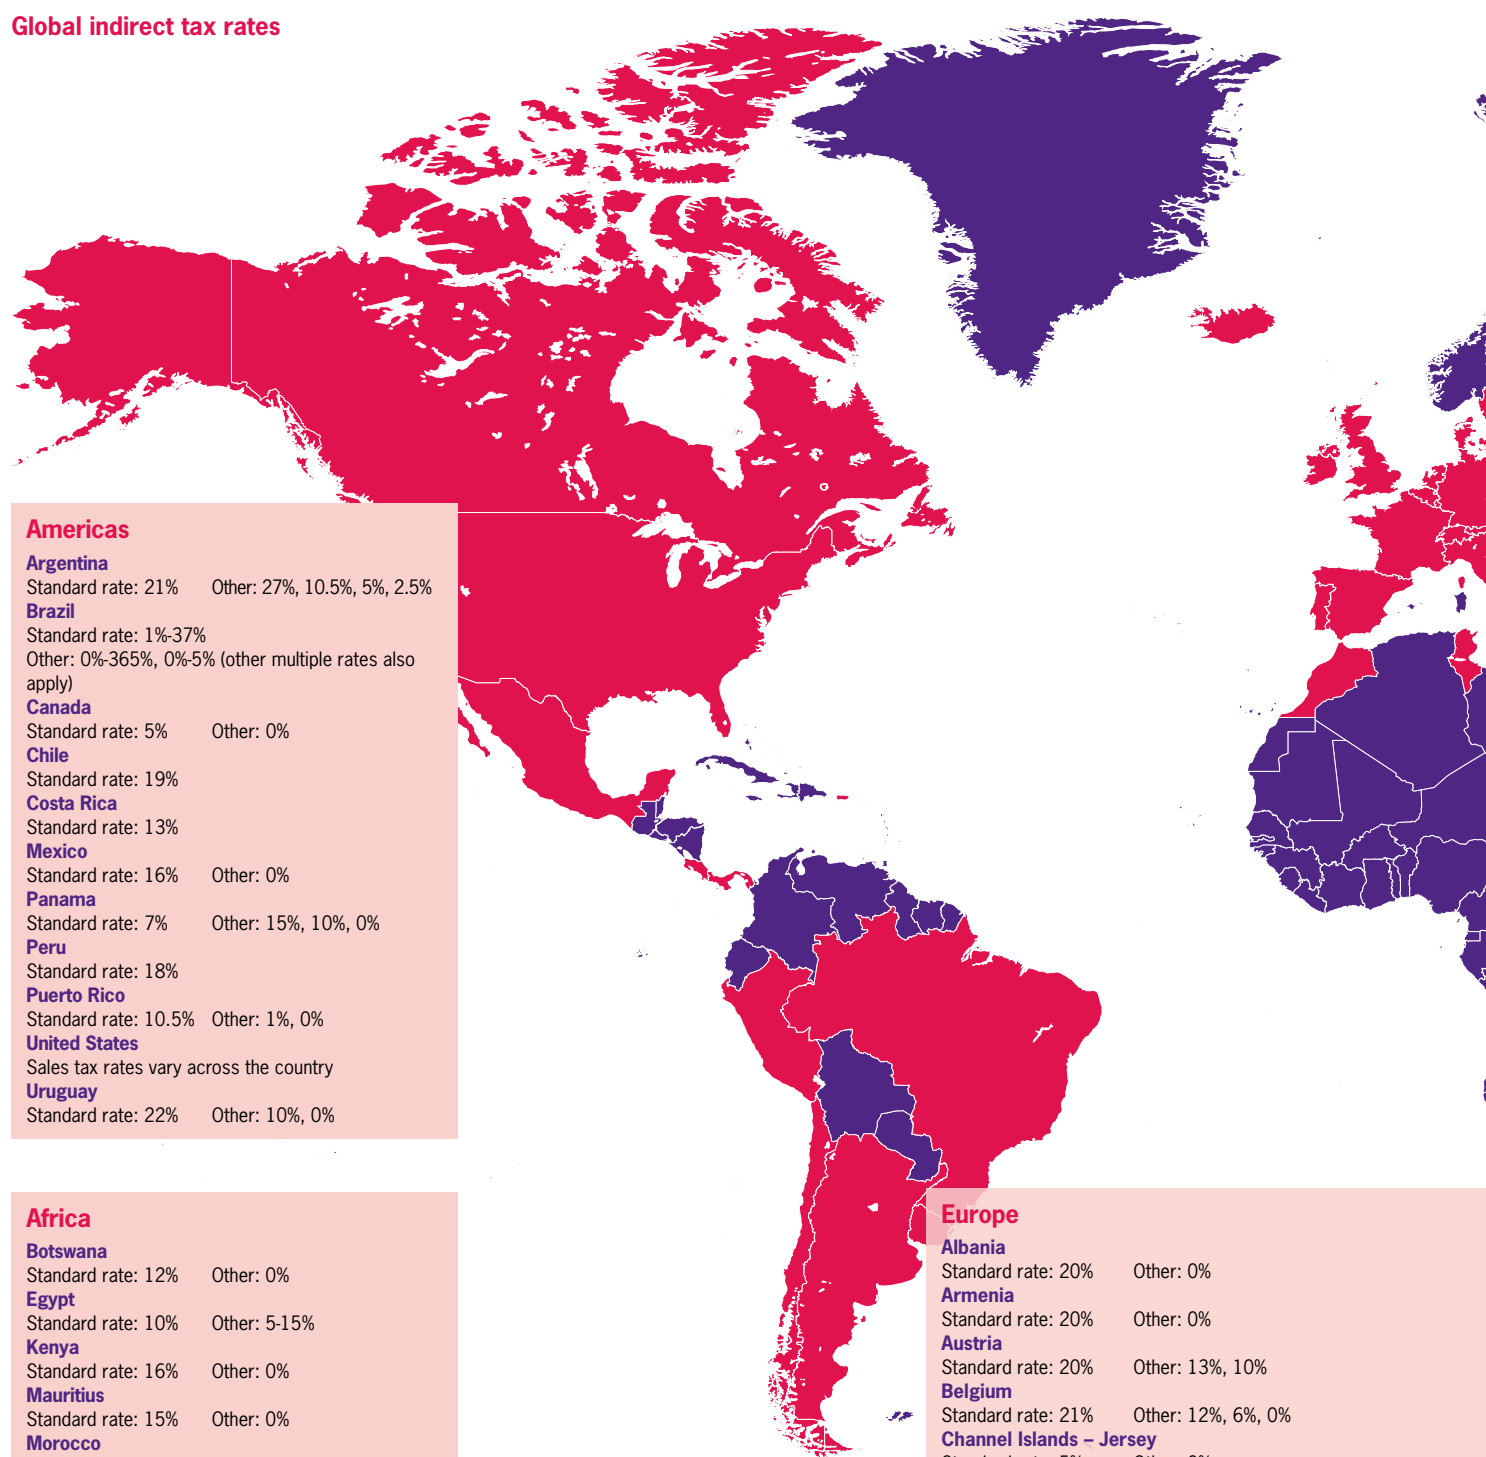 Global indirect tax rates
Americas
Argentina
Standard rate: 21% Other: 27%, 10.5%, 5%, 2.5%
Brazil
Standard rate: 1%-37%
Other: 0%-365%, 0%-5% (other multiple rates also
apply)
Canada
Standard rate: 5% Other: 0%
Chile
Standard rate: 19%
Costa Rica
Standard rate: 13%
Mexico
Standard rate: 16% Other: 0%
Panama
Standard rate: 7% Other: 15%, 10%, 0%
Peru
Standard rate: 18%
Puerto Rico
Standard rate: 10.5% Other: 1%, 0%
United States
Sales tax rates vary across the country
Uruguay
Standard rate: 22% Other: 10%, 0%
Africa
Botswana
Standard rate: 12% Other: 0%
Egypt
Standard rate: 10% Other: 5-15%
Kenya
Standard rate: 16% Other: 0%
Mauritius
Standard rate: 15% Other: 0%
Morocco
Europe
Albania
Standard rate: 20% Other: 0%
Armenia
Standard rate: 20% Other: 0%
Austria
Standard rate: 20% Other: 13%, 10%
Belgium
Standard rate: 21% Other: 12%, 6%, 0%
Channel Islands – Jersey